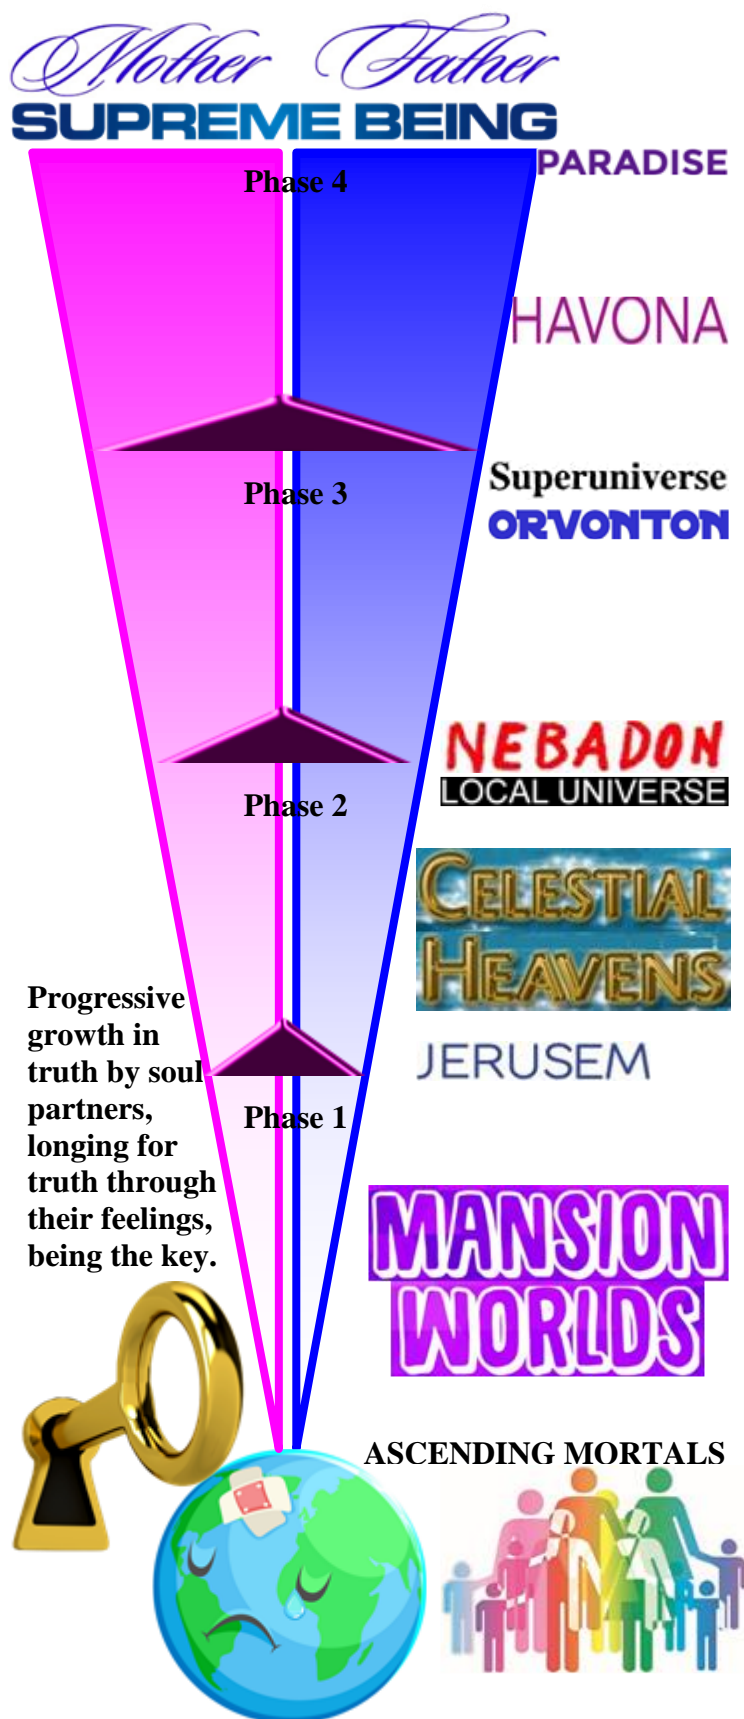 Mother Father
SUPREME BEING
PARADISE
Phase 4
HAVONA
Superuniverse
Phase 3
ORVONTON
NEBADON
LOCAL UNIVERSE
Phase 2
CELESTIAL
HEAVENS
JERUSEM
Progressive
growth in
truth by soul
partners,
longing for
truth through
their feelings,
being the key.
Phase 1
MANSION
WORLDS
ASCENDING MORTALS